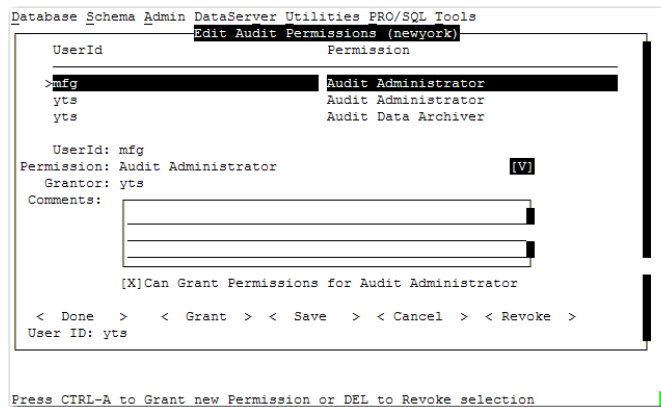 Database Schema Admin DataServer Utilities PRO/SQL Tools
Edit Audit Permissions (newyork)
UserId Permission
>mfg Audit Administrator
yts Audit Administrator
yts Audit Data Archiver
UserId: mfg
Permission: Audit Administrator [V]
Grantor: yts
Comments:
[X]Can Grant Permissions for Audit Administrator
< Done > < Grant > < Save > < Cancel > < Revoke >
User ID: yts
Press CTRL-A to Grant new Permission or DEL to Revoke selection